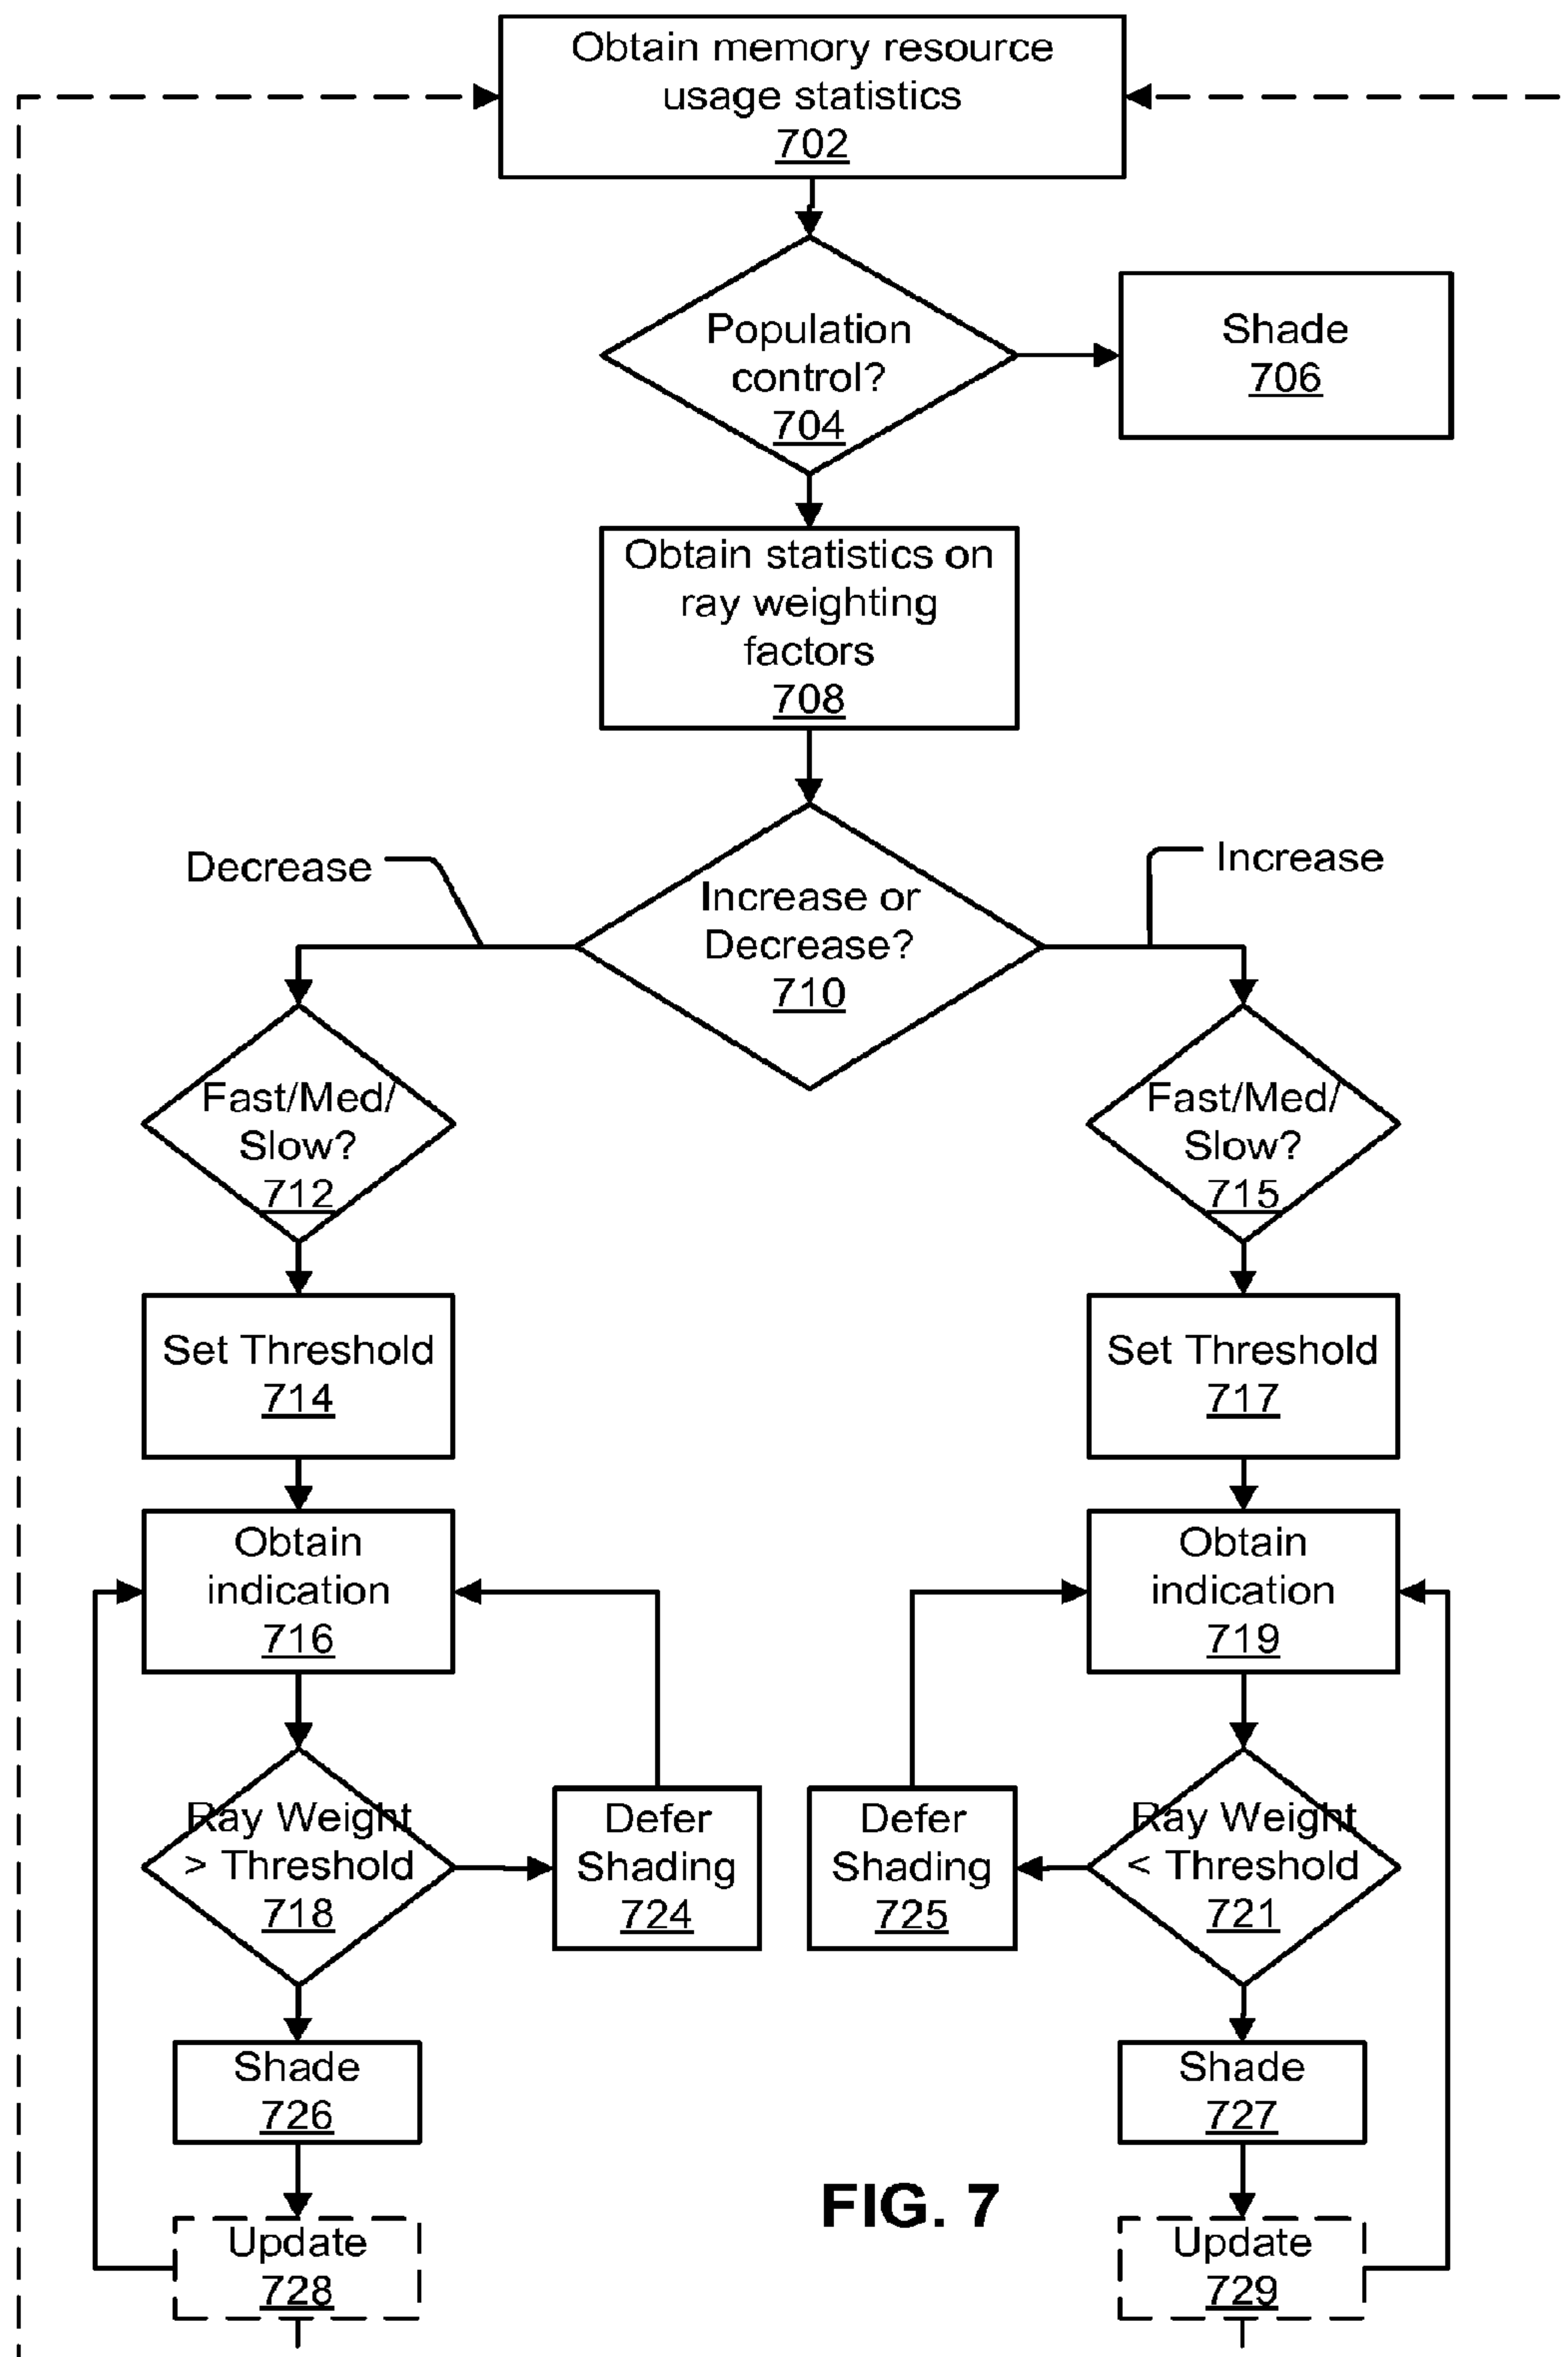 Obtain memory resource
usage statistics
702
Population
control?
704
Shade
706
Obtain statistics on
ray weighting
factors
708
Decrease
Increase
Increase or
Decrease?
710
Fast/Med/
Slow?
712
Fast/Med/
Slow?
715
Set Threshold
714
Set Threshold
717
Obtain
indication
716
Obtain
indication
719
Ray Weight
> Threshold
718
Defer
Shading
724
Defer
Shading
725
Ray Weight
< Threshold
721
Shade
726
Shade
727
FIG. 7
Update
728
Update
729